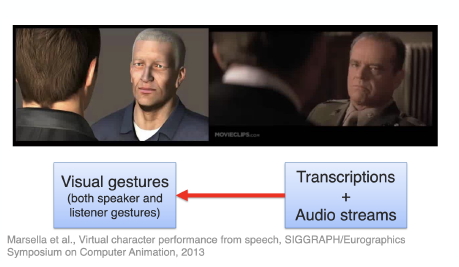 MOVIECLIPS.COM
Visual gestures
(both speaker and
listener gestures)
Transcriptions
+
Audio streams
Marsella et al., Virtual character performance from speech, SIGGRAPH/Eurographics
Symposium on Computer Animation, 2013